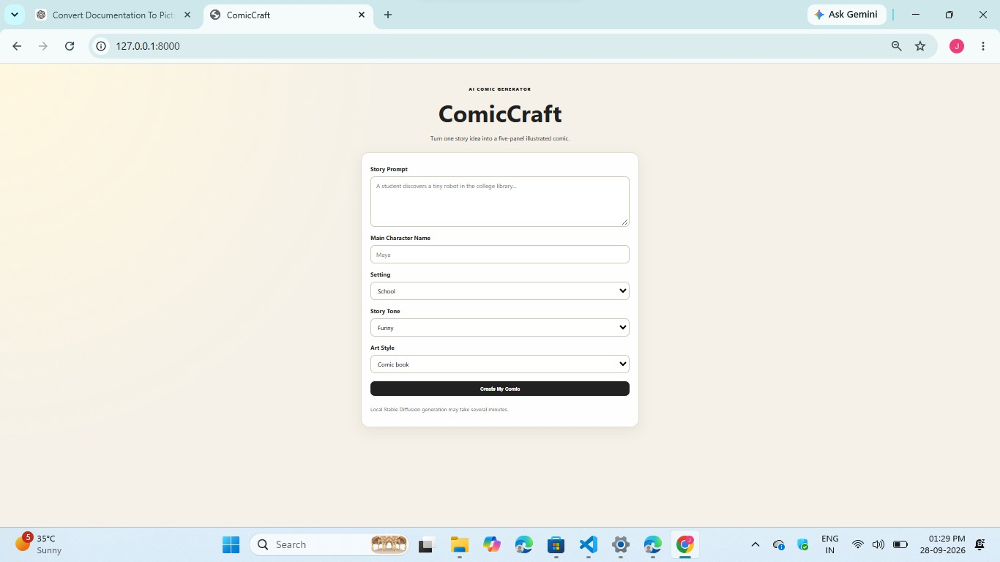 Convert Documentation To Pict
ComicCraft
Ask Gemini
127.0.0.1:8000
J
AI COMIC GENERATOR
ComicCraft
Turn one story idea into a five-panel illustrated comic.
Story Prompt
A student discovers a tiny robot in the college library...
Main Character Name
Maya
Setting
School
Story Tone
Funny
Art Style
Comic book
Create My Comic
Local Stable Diffusion generation may take several minutes.
5
35°C
Sunny
Search
ENG
IN
01:29 PM
28-09-2026